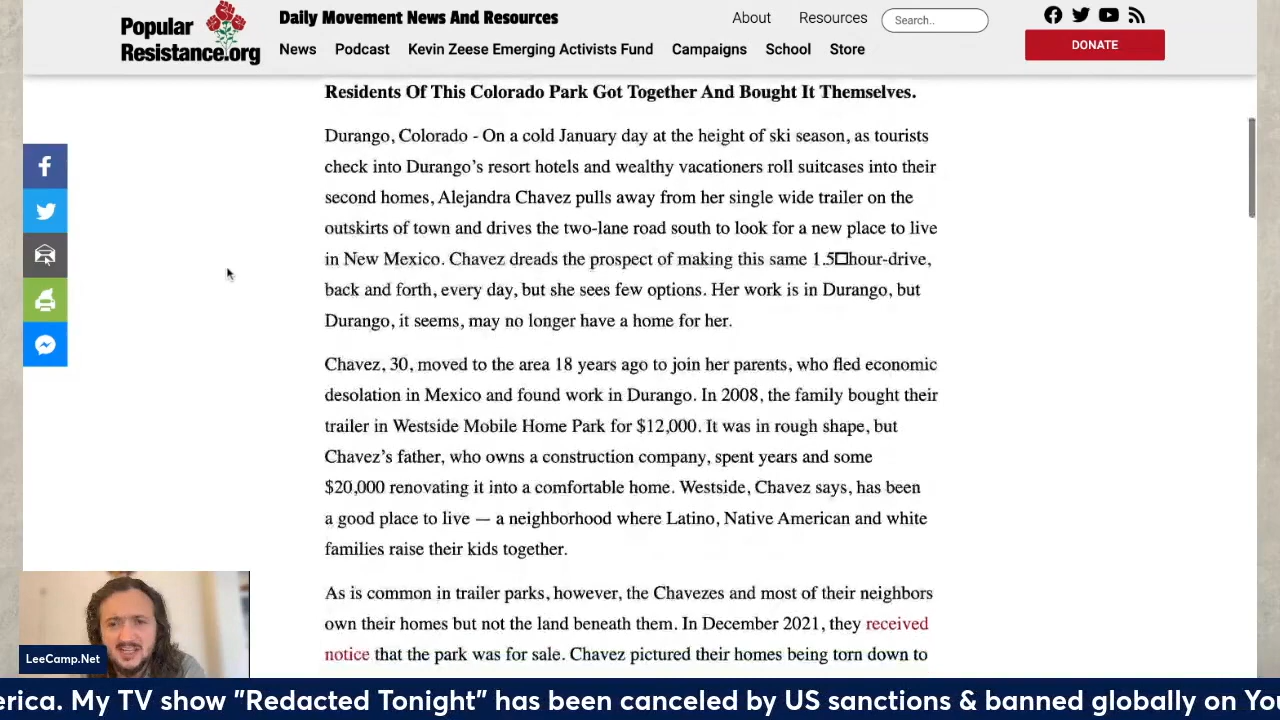 Popular
Resistance.org
Daily Movement News And Resources
About Resources Search..
News Podcast Kevin Zeese Emerging Activists Fund Campaigns School Store
DONATE
Residents Of This Colorado Park Got Together And Bought It Themselves.
Durango, Colorado - On a cold January day at the height of ski season, as tourists
check into Durango’s resort hotels and wealthy vacationers roll suitcases into their
second homes, Alejandra Chavez pulls away from her single wide trailer on the
outskirts of town and drives the two-lane road south to look for a new place to live
in New Mexico. Chavez dreads the prospect of making this same 1.5□hour-drive,
back and forth, every day, but she sees few options. Her work is in Durango, but
Durango, it seems, may no longer have a home for her.
Chavez, 30, moved to the area 18 years ago to join her parents, who fled economic
desolation in Mexico and found work in Durango. In 2008, the family bought their
trailer in Westside Mobile Home Park for $12,000. It was in rough shape, but
Chavez’s father, who owns a construction company, spent years and some
$20,000 renovating it into a comfortable home. Westside, Chavez says, has been
a good place to live — a neighborhood where Latino, Native American and white
families raise their kids together.
As is common in trailer parks, however, the Chavezes and most of their neighbors
own their homes but not the land beneath them. In December 2021, they received
notice that the park was for sale. Chavez pictured their homes being torn down to
LeeCamp.Net
erica. My TV show "Redacted Tonight" has been canceled by US sanctions & banned globally on You